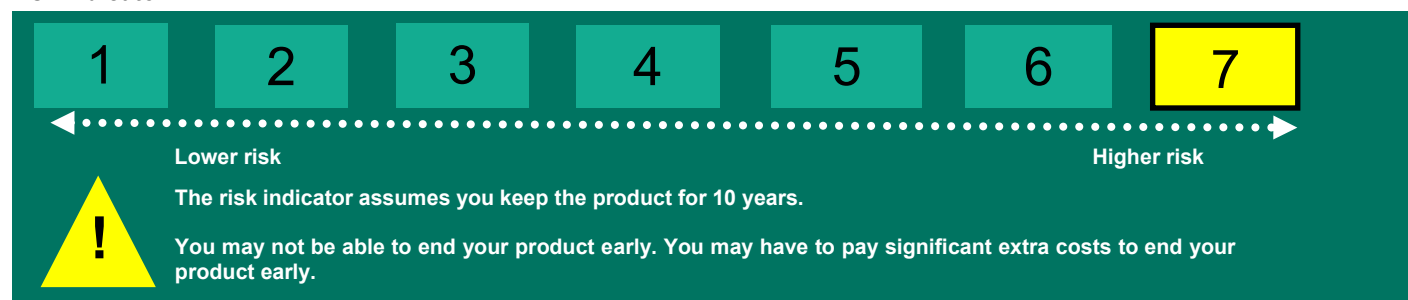 1 2 3 4 5 6 7
Lower risk Higher risk
The risk indicator assumes you keep the product for 10 years.
!
You may not be able to end your product early. You may have to pay significant extra costs to end your
product early.